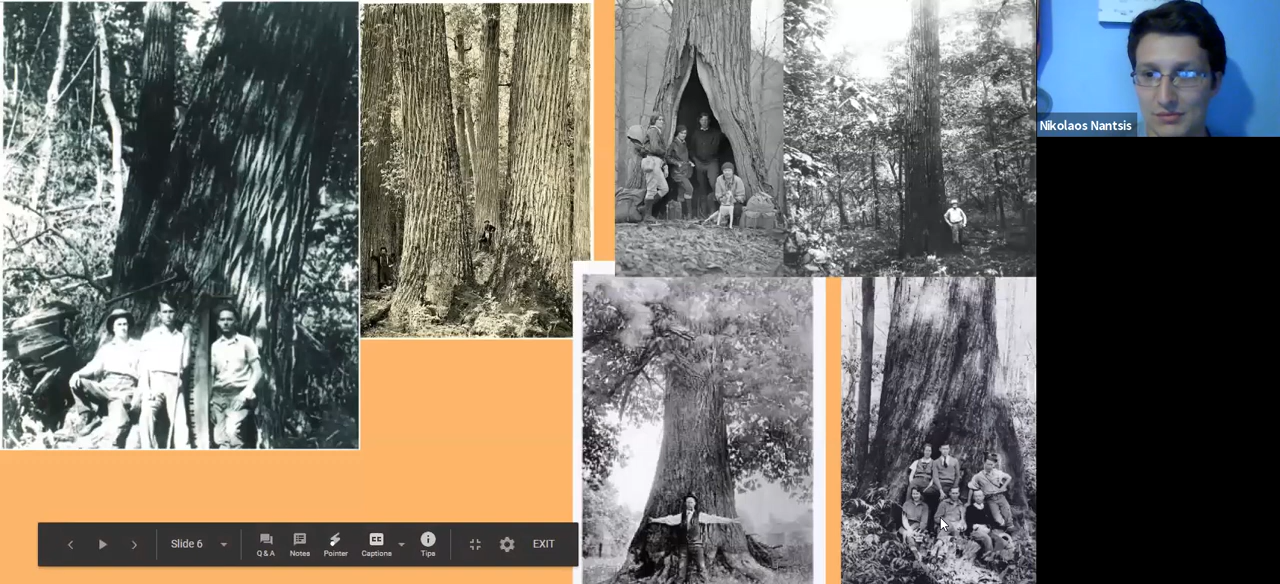 Nikolaos Nantsis
Slide 6
Q & A
Notes
Pointer
Captions
Tips
EXIT